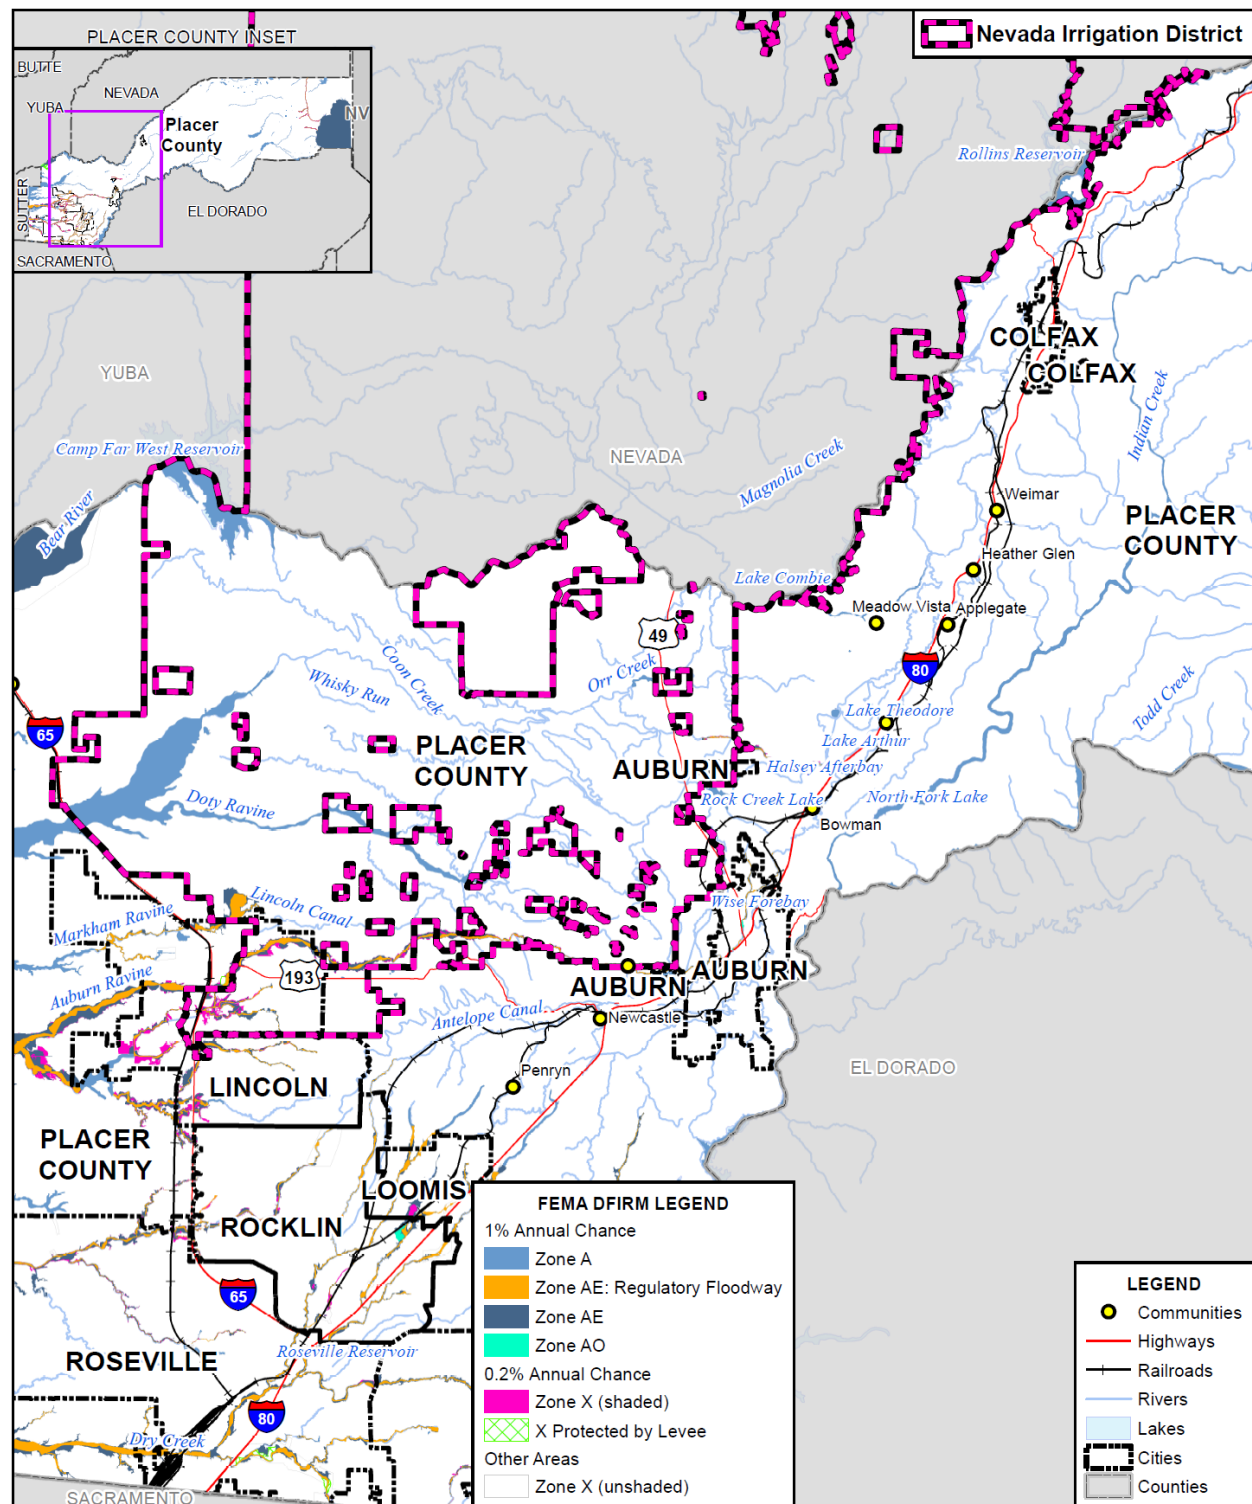 PLACER COUNTY INSET
Nevada Irrigation District
BUTTE
YUBA
NEVADA
NV
Placer
County
SUTTER
EL DORADO
SACRAMENTO
Rollins Reservoir
COLFAX
COLFAX
YUBA
Indian Creek
Camp Far West Reservoir
NEVADA
Magnolia Creek
Bear River
Weimar
PLACER
COUNTY
Heather Glen
Lake Combie
Meadow Vista
Applegate
49
Orr Creek
Coon Creek
Whisky Run
80
Todd Creek
65
Lake Theodore
Lake Arthur
PLACER
COUNTY
AUBURN
Halsey Afterbay
Doty Ravine
Rock Creek Lake
North Fork Lake
Bowman
Lincoln Canal
Wise Forebay
Markham Ravine
193
AUBURN
AUBURN
Auburn Ravine
Antelope Canal
Newcastle
EL DORADO
Penryn
LINCOLN
PLACER
COUNTY
LOOMIS
ROCKLIN
65
ROSEVILLE
Roseville Reservoir
80
Dry Creek
SACRAMENTO
FEMA DFIRM LEGEND
1% Annual Chance
Zone A
Zone AE: Regulatory Floodway
Zone AE
Zone AO
0.2% Annual Chance
Zone X (shaded)
X Protected by Levee
Other Areas
Zone X (unshaded)
LEGEND
Communities
Highways
Railroads
Rivers
Lakes
Cities
Counties